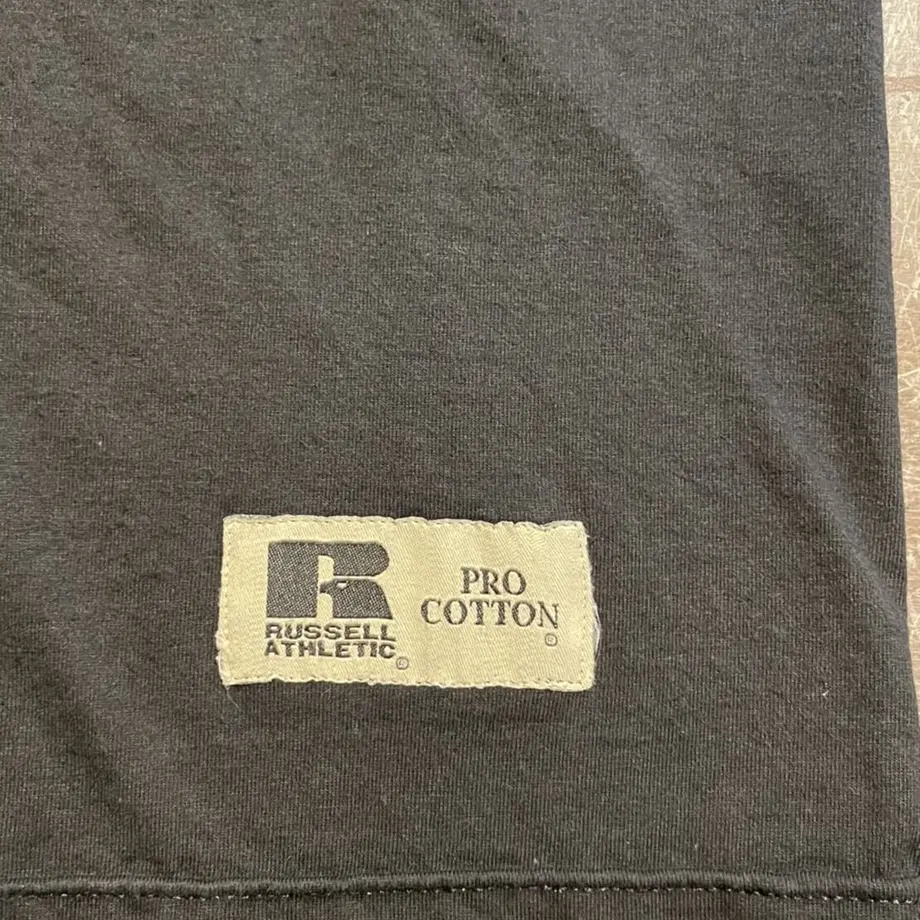 R
RUSSELL
ATHLETIC®
PRO
COTTON
®